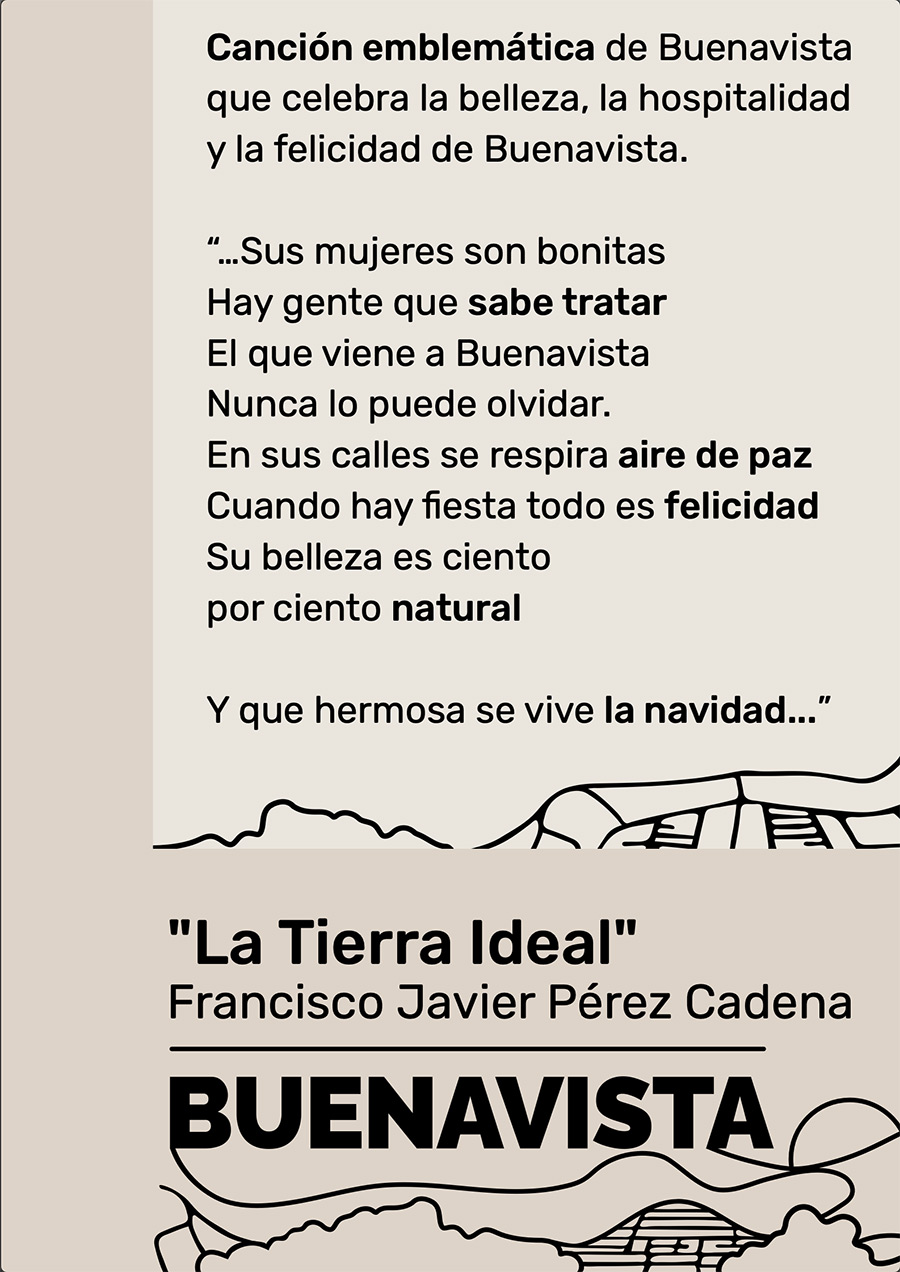 Canción emblemática de Buenavista
que celebra la belleza, la hospitalidad
y la felicidad de Buenavista.
“...Sus mujeres son bonitas
Hay gente que sabe tratar
El que viene a Buenavista
Nunca lo puede olvidar.
En sus calles se respira aire de paz
Cuando hay fiesta todo es felicidad
Su belleza es ciento
por ciento natural
Y que hermosa se vive la navidad...”
"La Tierra Ideal"
Francisco Javier Pérez Cadena
BUENAVISTA